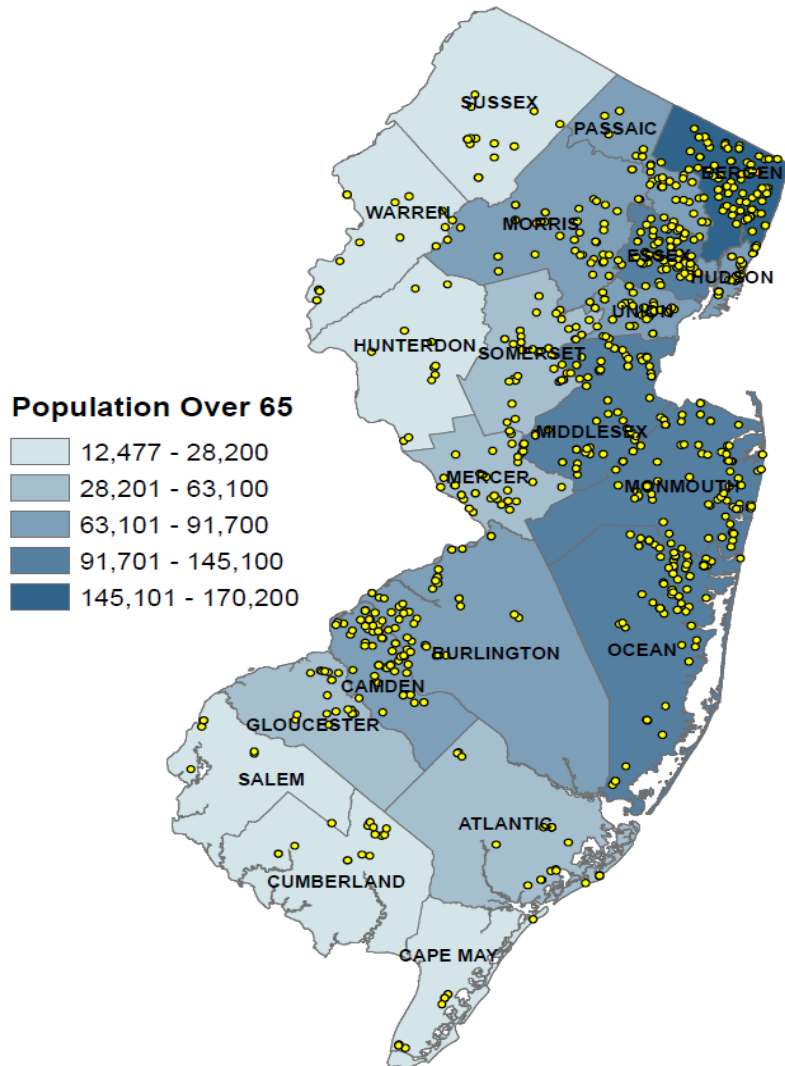 SUSSEX
PASSAIC
BERGEN
WARREN
MORRIS
ESSEX
HUDSON
UNION
HUNTERDON
SOMERSET
Population Over 65
12,477 - 28,200
28,201 - 63,100
63,101 - 91,700
91,701 - 145,100
145,101 - 170,200
MIDDLESEX
MERCER
MONMOUTH
OCEAN
BURLINGTON
CAMDEN
GLOUCESTER
SALEM
ATLANTIC
CUMBERLAND
CAPE MAY